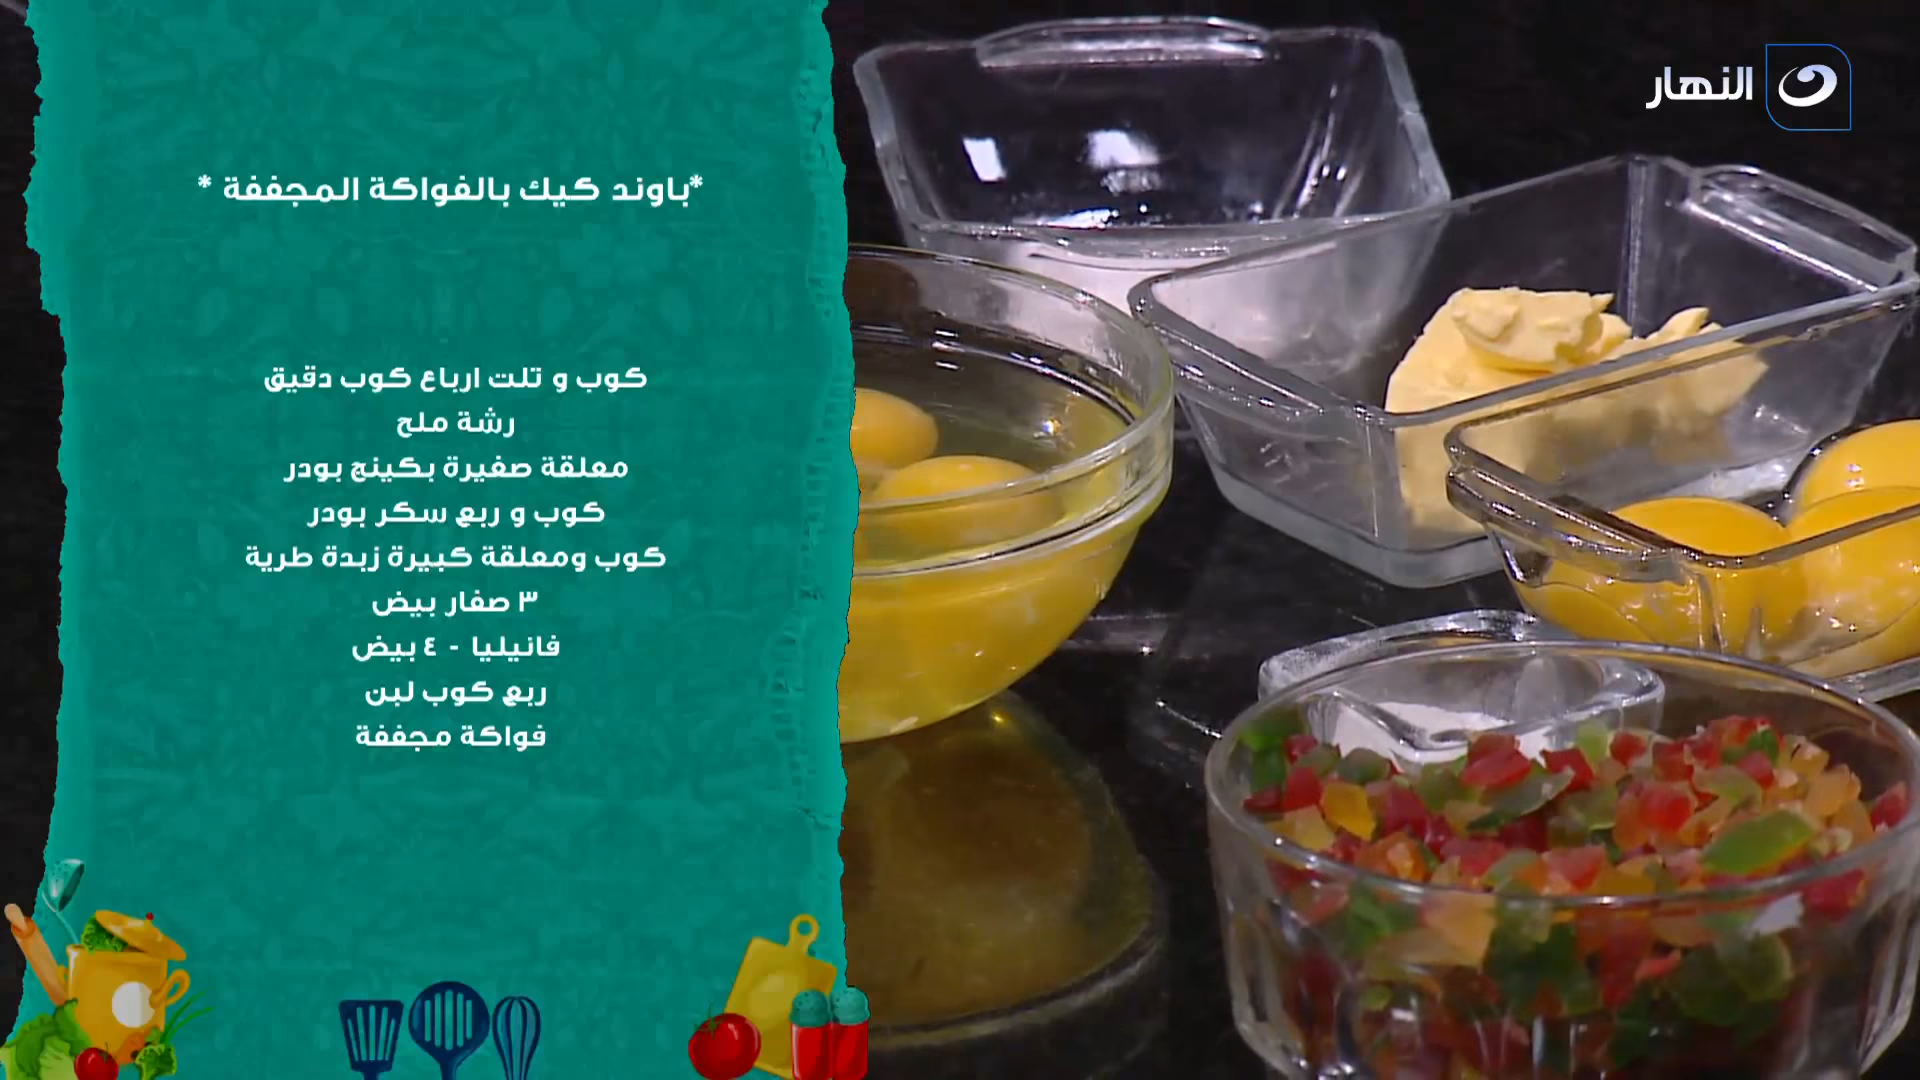 النهار
*باوند كيك بالفواكة المجففة *
كوب و تلت ارباع كوب دقيق
رشة ملح
معلقة صغيرة بكينج بودر
كوب و ربع سكر بودر
كوب ومعلقة كبيرة زبدة طرية
٣ صفار بيض
فانيليا - ٤ بيض
ربع كوب لبن
فواكة مجففة